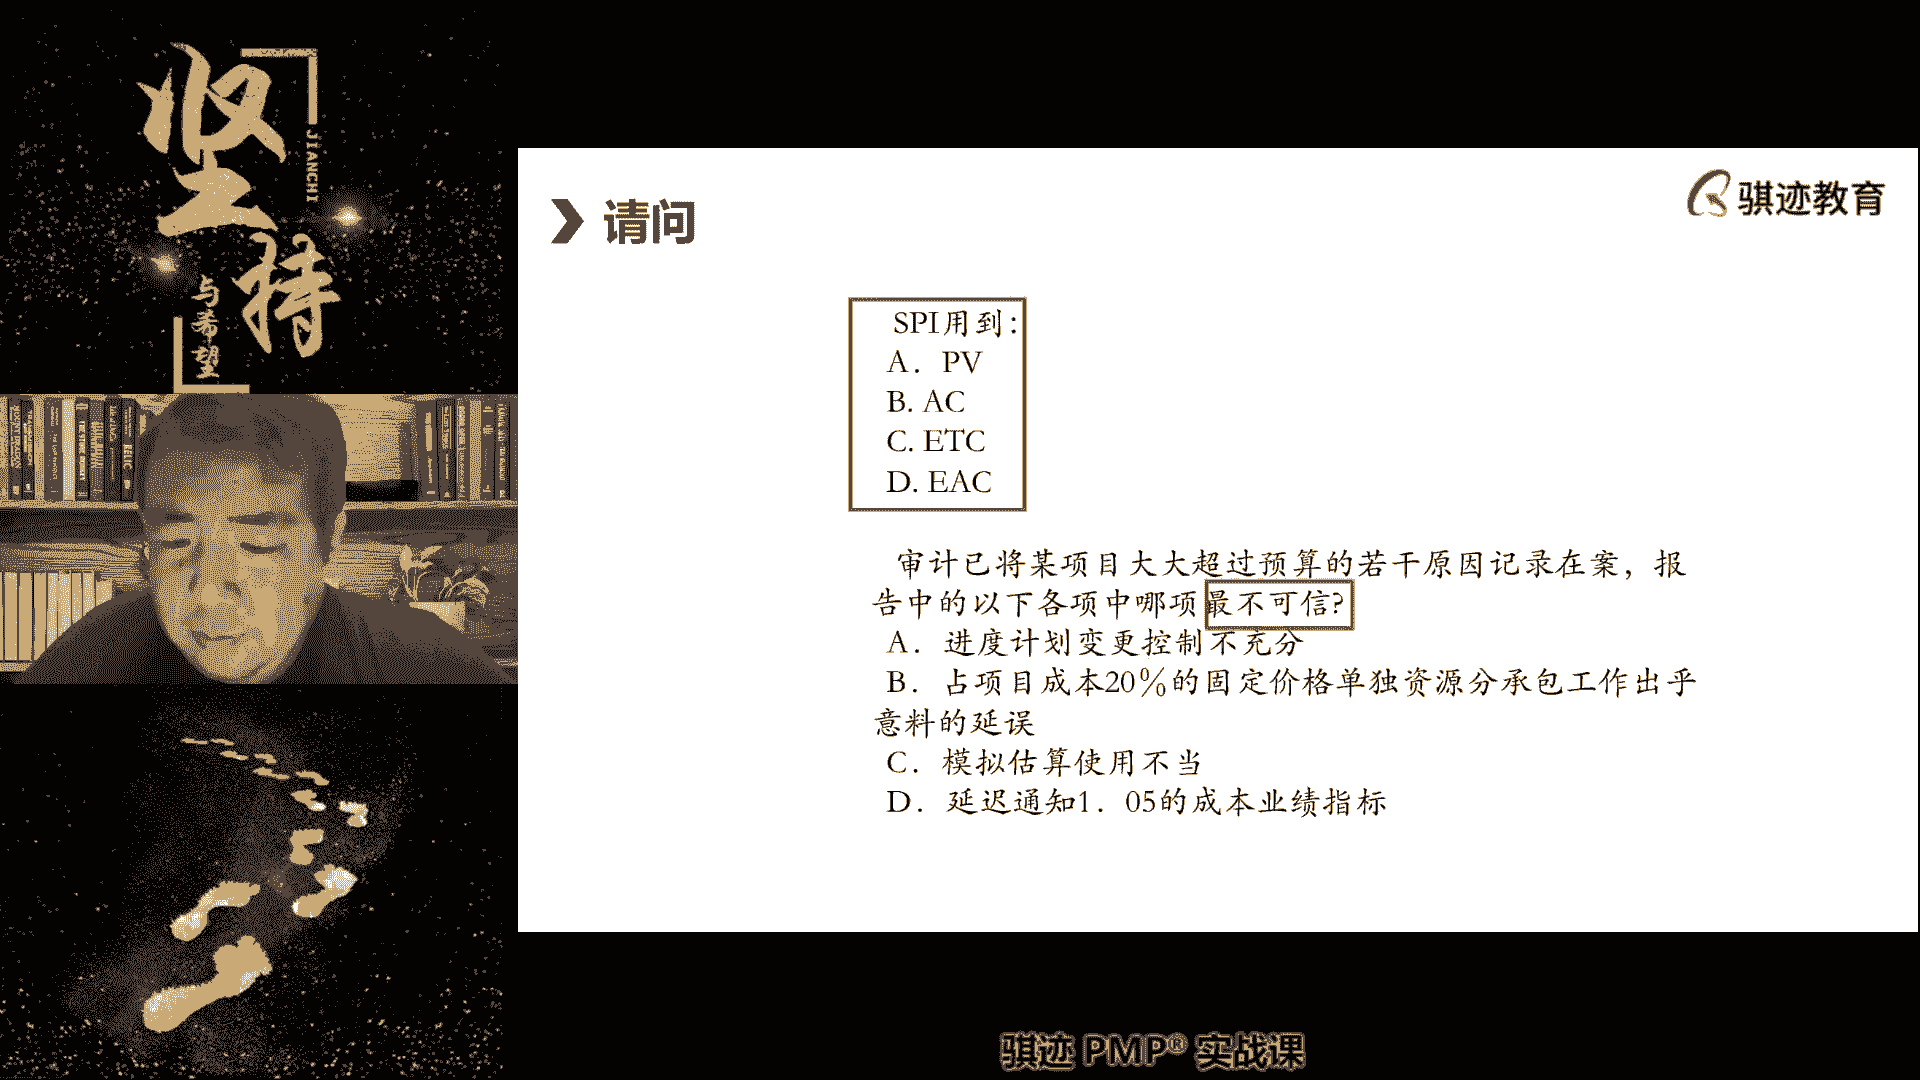 坚持
JIANCHI
与希望
请问
骐迹教育
SPI用到：
A．PV
B. AC
C. ETC
D. EAC
审计已将某项目大大超过预算的若干原因记录在案，报
告中的以下各项中哪项最不可信?
A．进度计划变更控制不充分
B．占项目成本20％的固定价格单独资源分承包工作出乎
意料的延误
C．模拟估算使用不当
D．延迟通知1．05的成本业绩指标
骐迹 PMP® 实战课